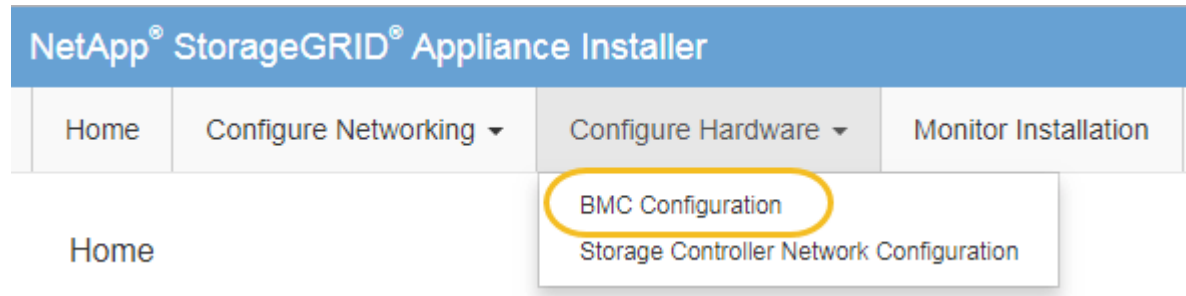 NetApp® StorageGRID® Appliance Installer
Home Configure Networking Configure Hardware Monitor Installation
BMC Configuration
Home
Storage Controller Network Configuration